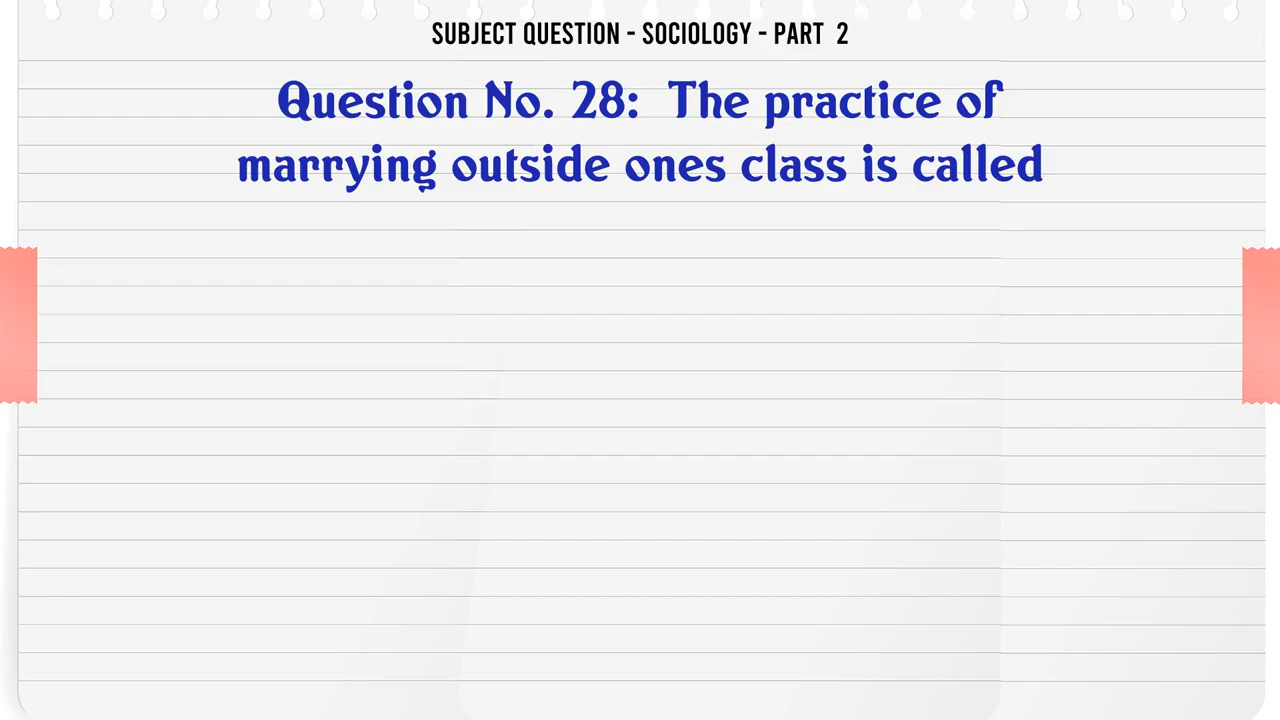 SUBJECT QUESTION - SOCIOLOGY - PART 2
Question No. 28: The practice of
marrying outside ones class is called